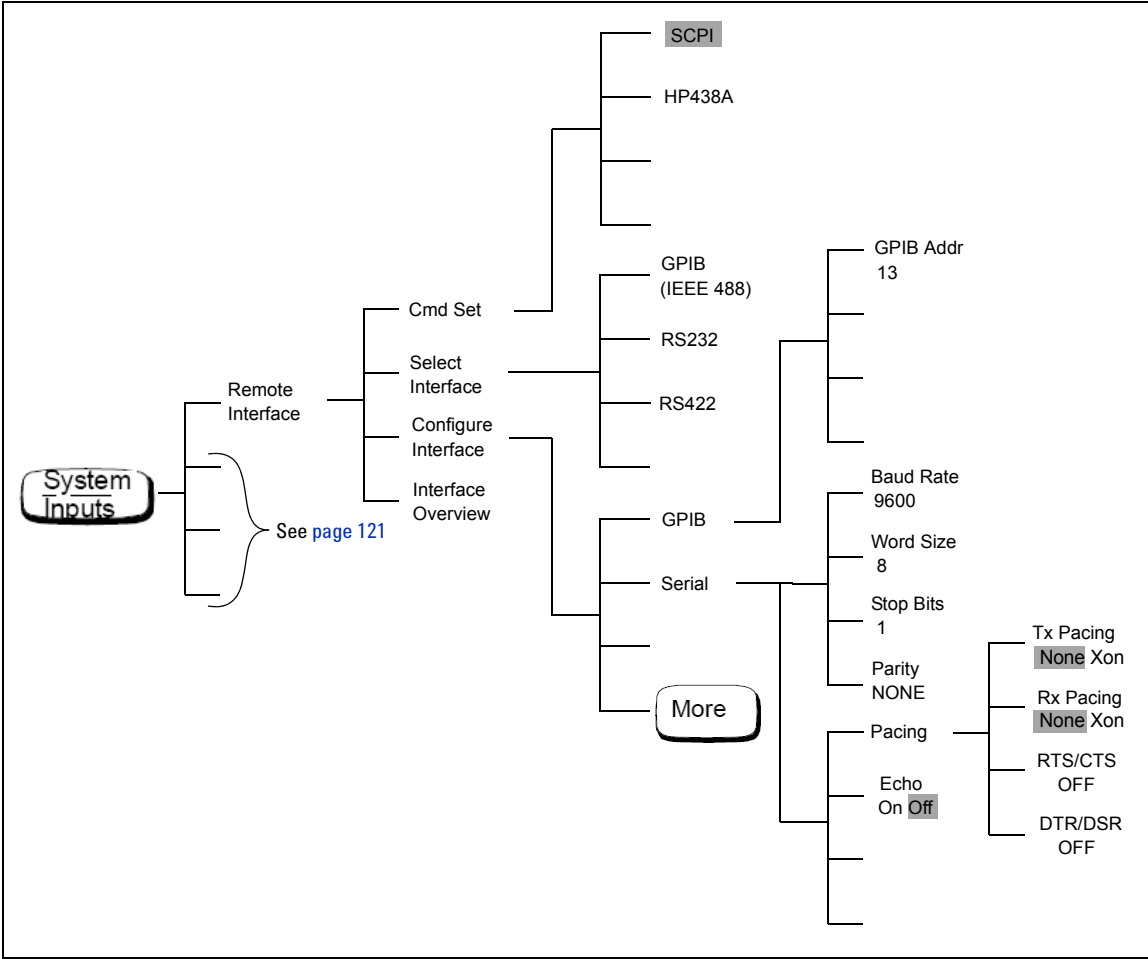 System
Inputs
Remote
Interface
See page 121
Cmd Set
Select
Interface
Configure
Interface
Interface
Overview
SCPI
HP438A
GPIB
(IEEE 488)
RS232
RS422
GPIB
Serial
More
GPIB Addr
13
Baud Rate
9600
Word Size
8
Stop Bits
1
Parity
NONE
Pacing
Echo
On Off
Tx Pacing
None Xon
Rx Pacing
None Xon
RTS/CTS
OFF
DTR/DSR
OFF